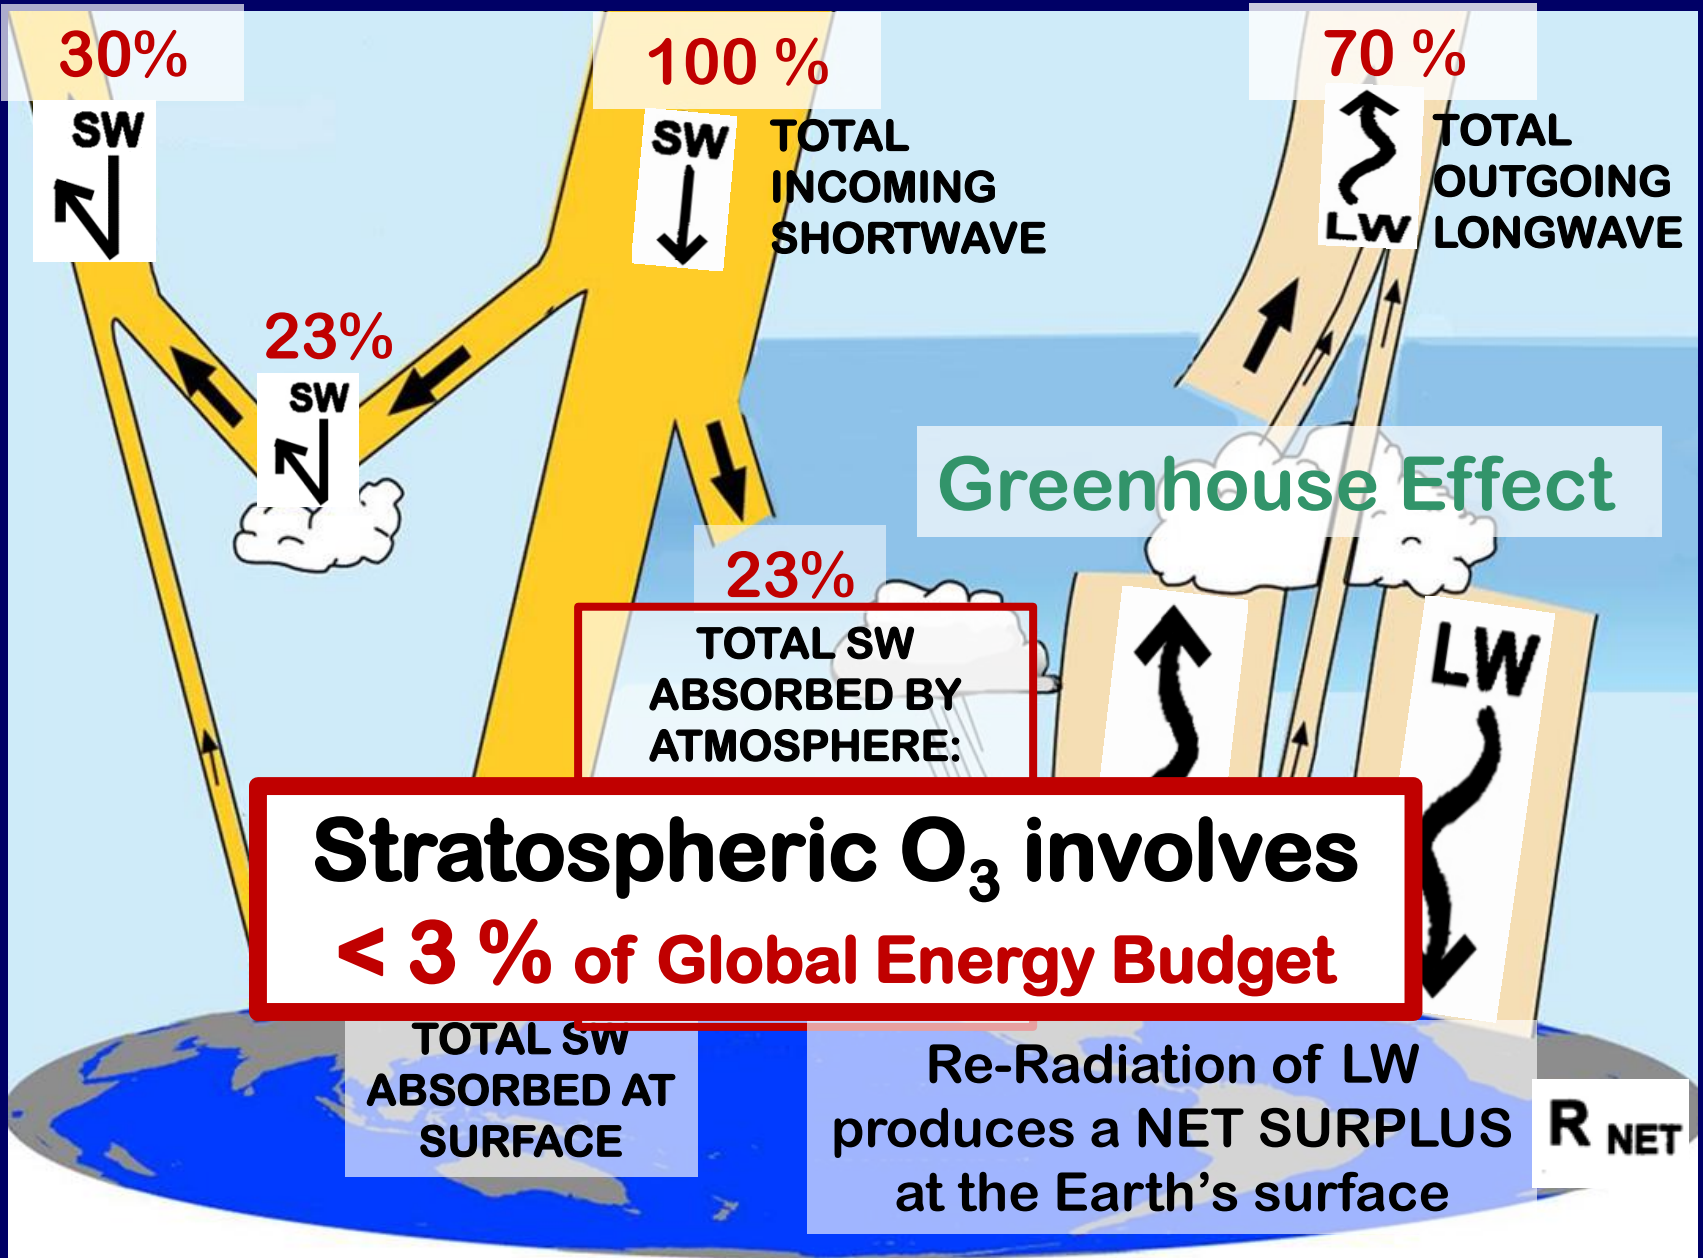 30%
SW
100 %
SW
TOTAL
INCOMING
SHORTWAVE
70 %
LW
TOTAL
OUTGOING
LONGWAVE
23%
SW
Greenhouse Effect
23%
TOTAL SW
ABSORBED BY
ATMOSPHERE:
LW
Stratospheric O₃ involves
< 3 % of Global Energy Budget
TOTAL SW
ABSORBED AT
SURFACE
Re-Radiation of LW
produces a NET SURPLUS
at the Earth’s surface
R NET